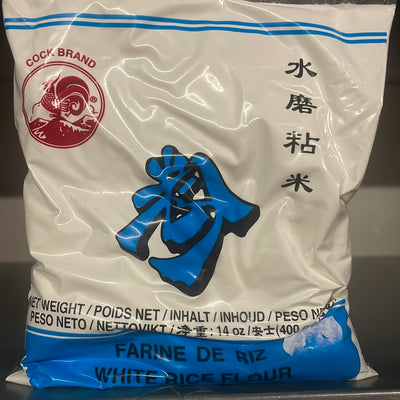 COCK BRAND
®
水磨粘米
粉
NET WEIGHT / POIDS NET / INHALT / INHOUD / PESO
PESO NETO / NETTOVIKT / 净重: 14 oz /安士(400
FARINE DE RIZ
WHITE RICE FLOUR